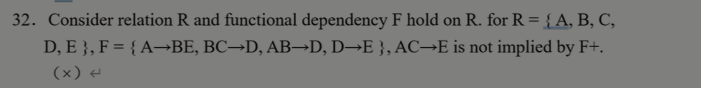 32. Consider relation R and functional dependency F hold on R. for R = { A, B, C,
D, E }, F = { A→BE, BC→D, AB→D, D→E }, AC→E is not implied by F+.
(×) ↵